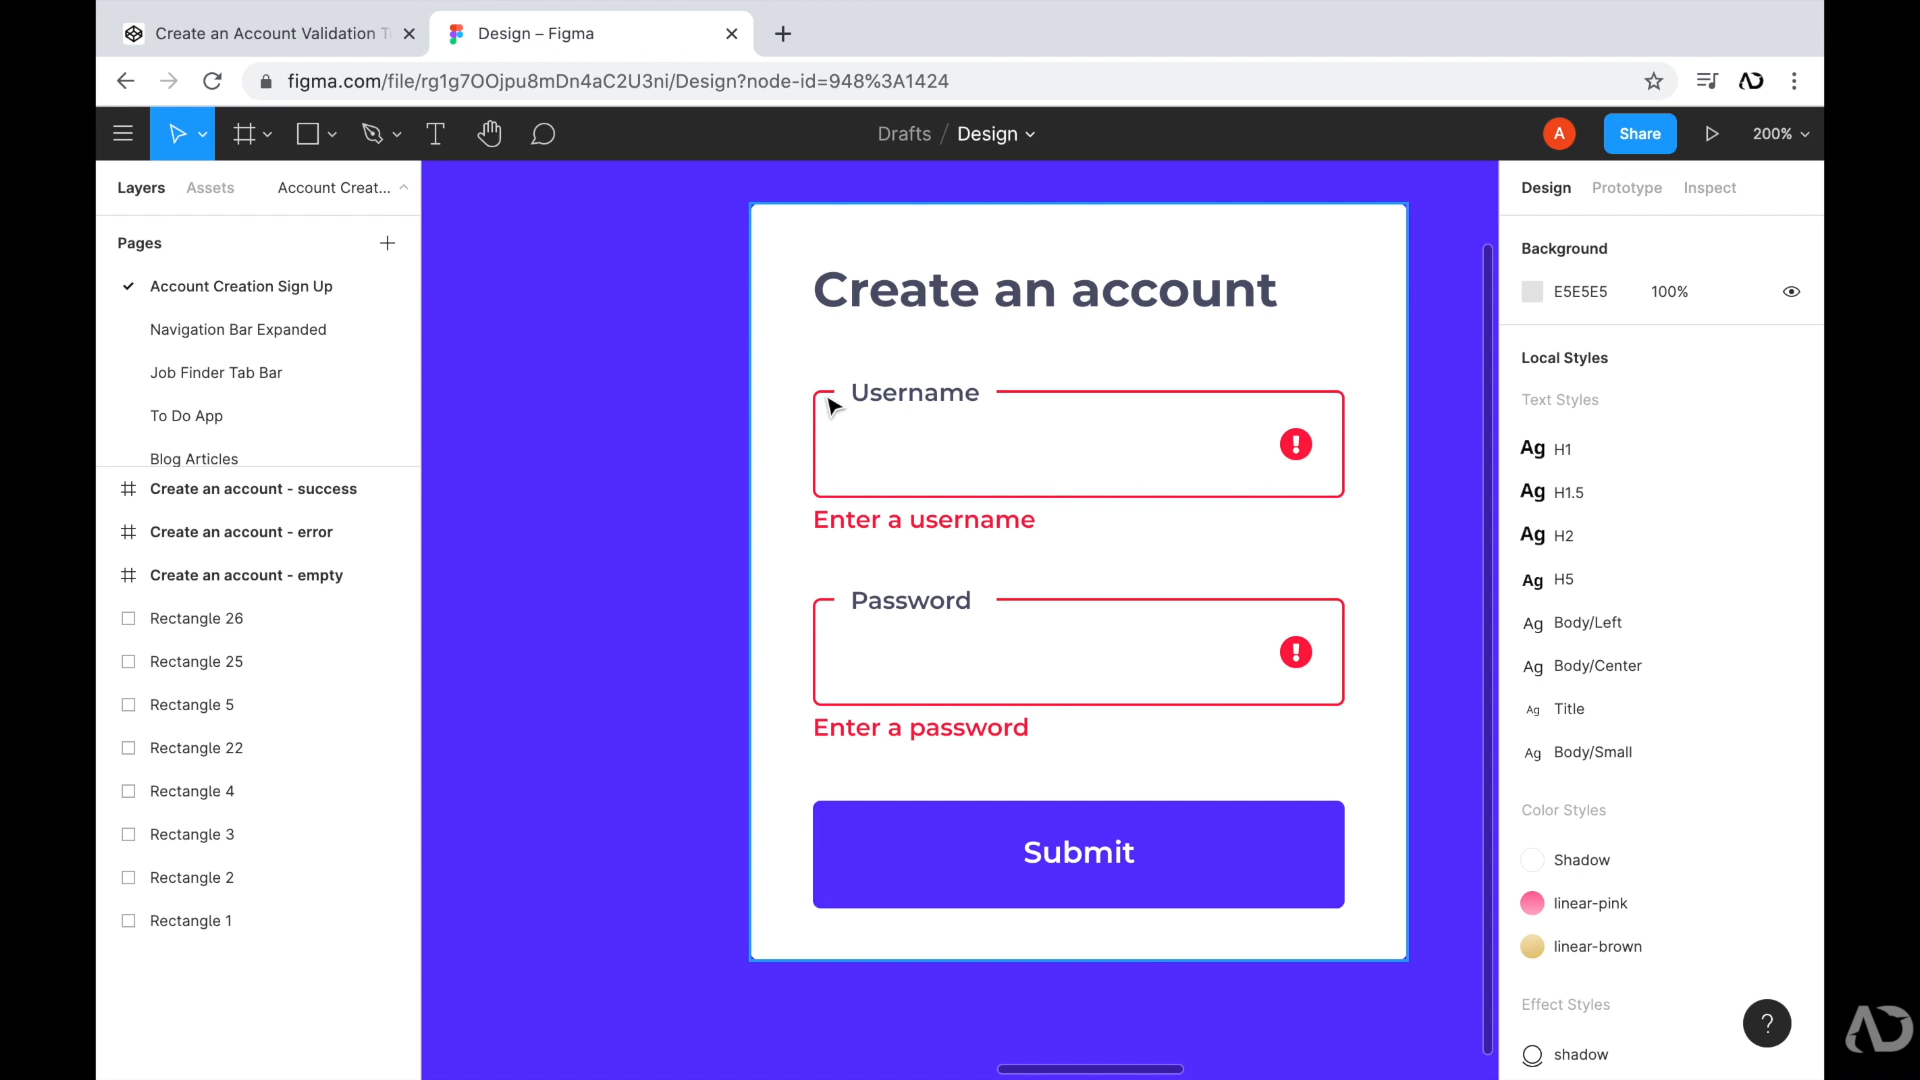 Create an Account Validation T
Design – Figma
figma.com/file/rg1g7OOjpu8mDn4aC2U3ni/Design?node-id=948%3A1424
Drafts / Design
A
Share
200%
Layers
Assets
Account Creat...
Pages
Account Creation Sign Up
Navigation Bar Expanded
Job Finder Tab Bar
To Do App
Blog Articles
Create an account - success
Create an account - error
Create an account - empty
Rectangle 26
Rectangle 25
Rectangle 5
Rectangle 22
Rectangle 4
Rectangle 3
Rectangle 2
Rectangle 1
Create an account
Username
Enter a username
Password
Enter a password
Submit
Design
Prototype
Inspect
Background
E5E5E5
100%
Local Styles
Text Styles
Ag H1
Ag H1.5
Ag H2
Ag H5
Ag Body/Left
Ag Body/Center
Ag Title
Ag Body/Small
Color Styles
Shadow
linear-pink
linear-brown
Effect Styles
shadow
?